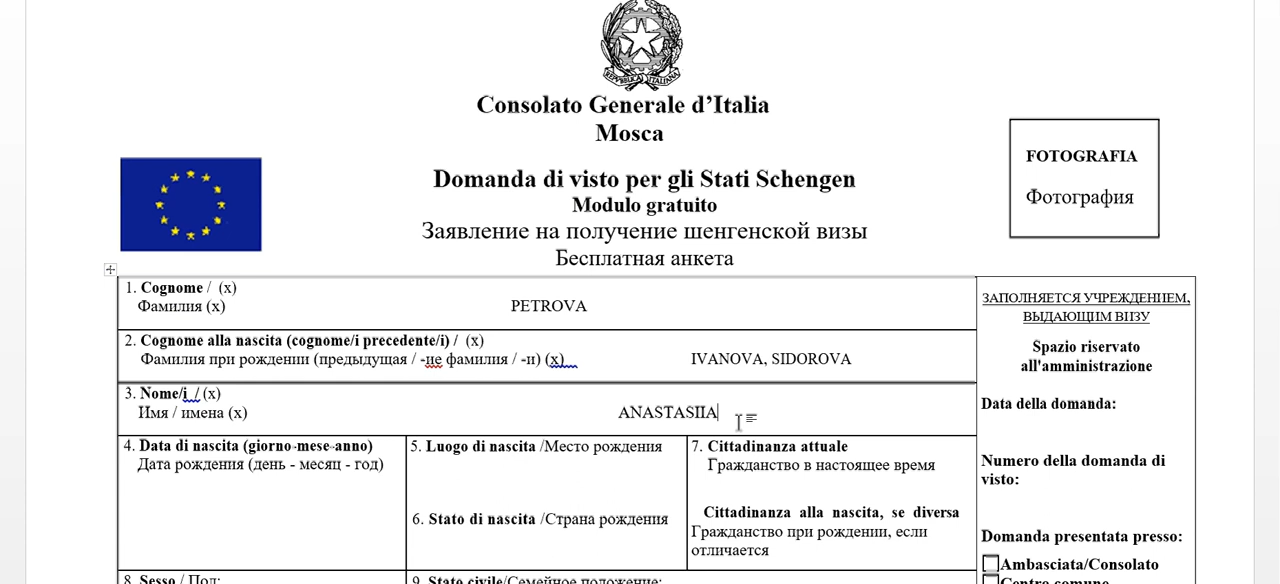 REPVBBLICA ITALIANA
Consolato Generale d’Italia
Mosca
Domanda di visto per gli Stati Schengen
Modulo gratuito
Заявление на получение шенгенской визы
Бесплатная анкета
FOTOGRAFIA
Фотография
1. Cognome / (x)
Фамилия (x)
PETROVA
2. Cognome alla nascita (cognome/i precedente/i) / (x)
Фамилия при рождении (предыдущая / -ие фамилия / -и) (x)
IVANOVA, SIDOROVA
3. Nome/i / (x)
Имя / имена (x)
ANASTASIIA
4. Data di nascita (giorno-mese-anno)
Дата рождения (день - месяц - год)
5. Luogo di nascita /Место рождения
6. Stato di nascita /Страна рождения
7. Cittadinanza attuale
Гражданство в настоящее время
Cittadinanza alla nascita, se diversa
Гражданство при рождении, если
отличается
8. Sesso / Пол:
9. Stato civile/Семейное положение:
ЗАПОЛНЯЕТСЯ УЧРЕЖДЕНИЕМ,
ВЫДАЮЩИМ ВИЗУ
Spazio riservato
all'amministrazione
Data della domanda:
Numero della domanda di
visto:
Domanda presentata presso:
Ambasciata/Consolato
Centro comune